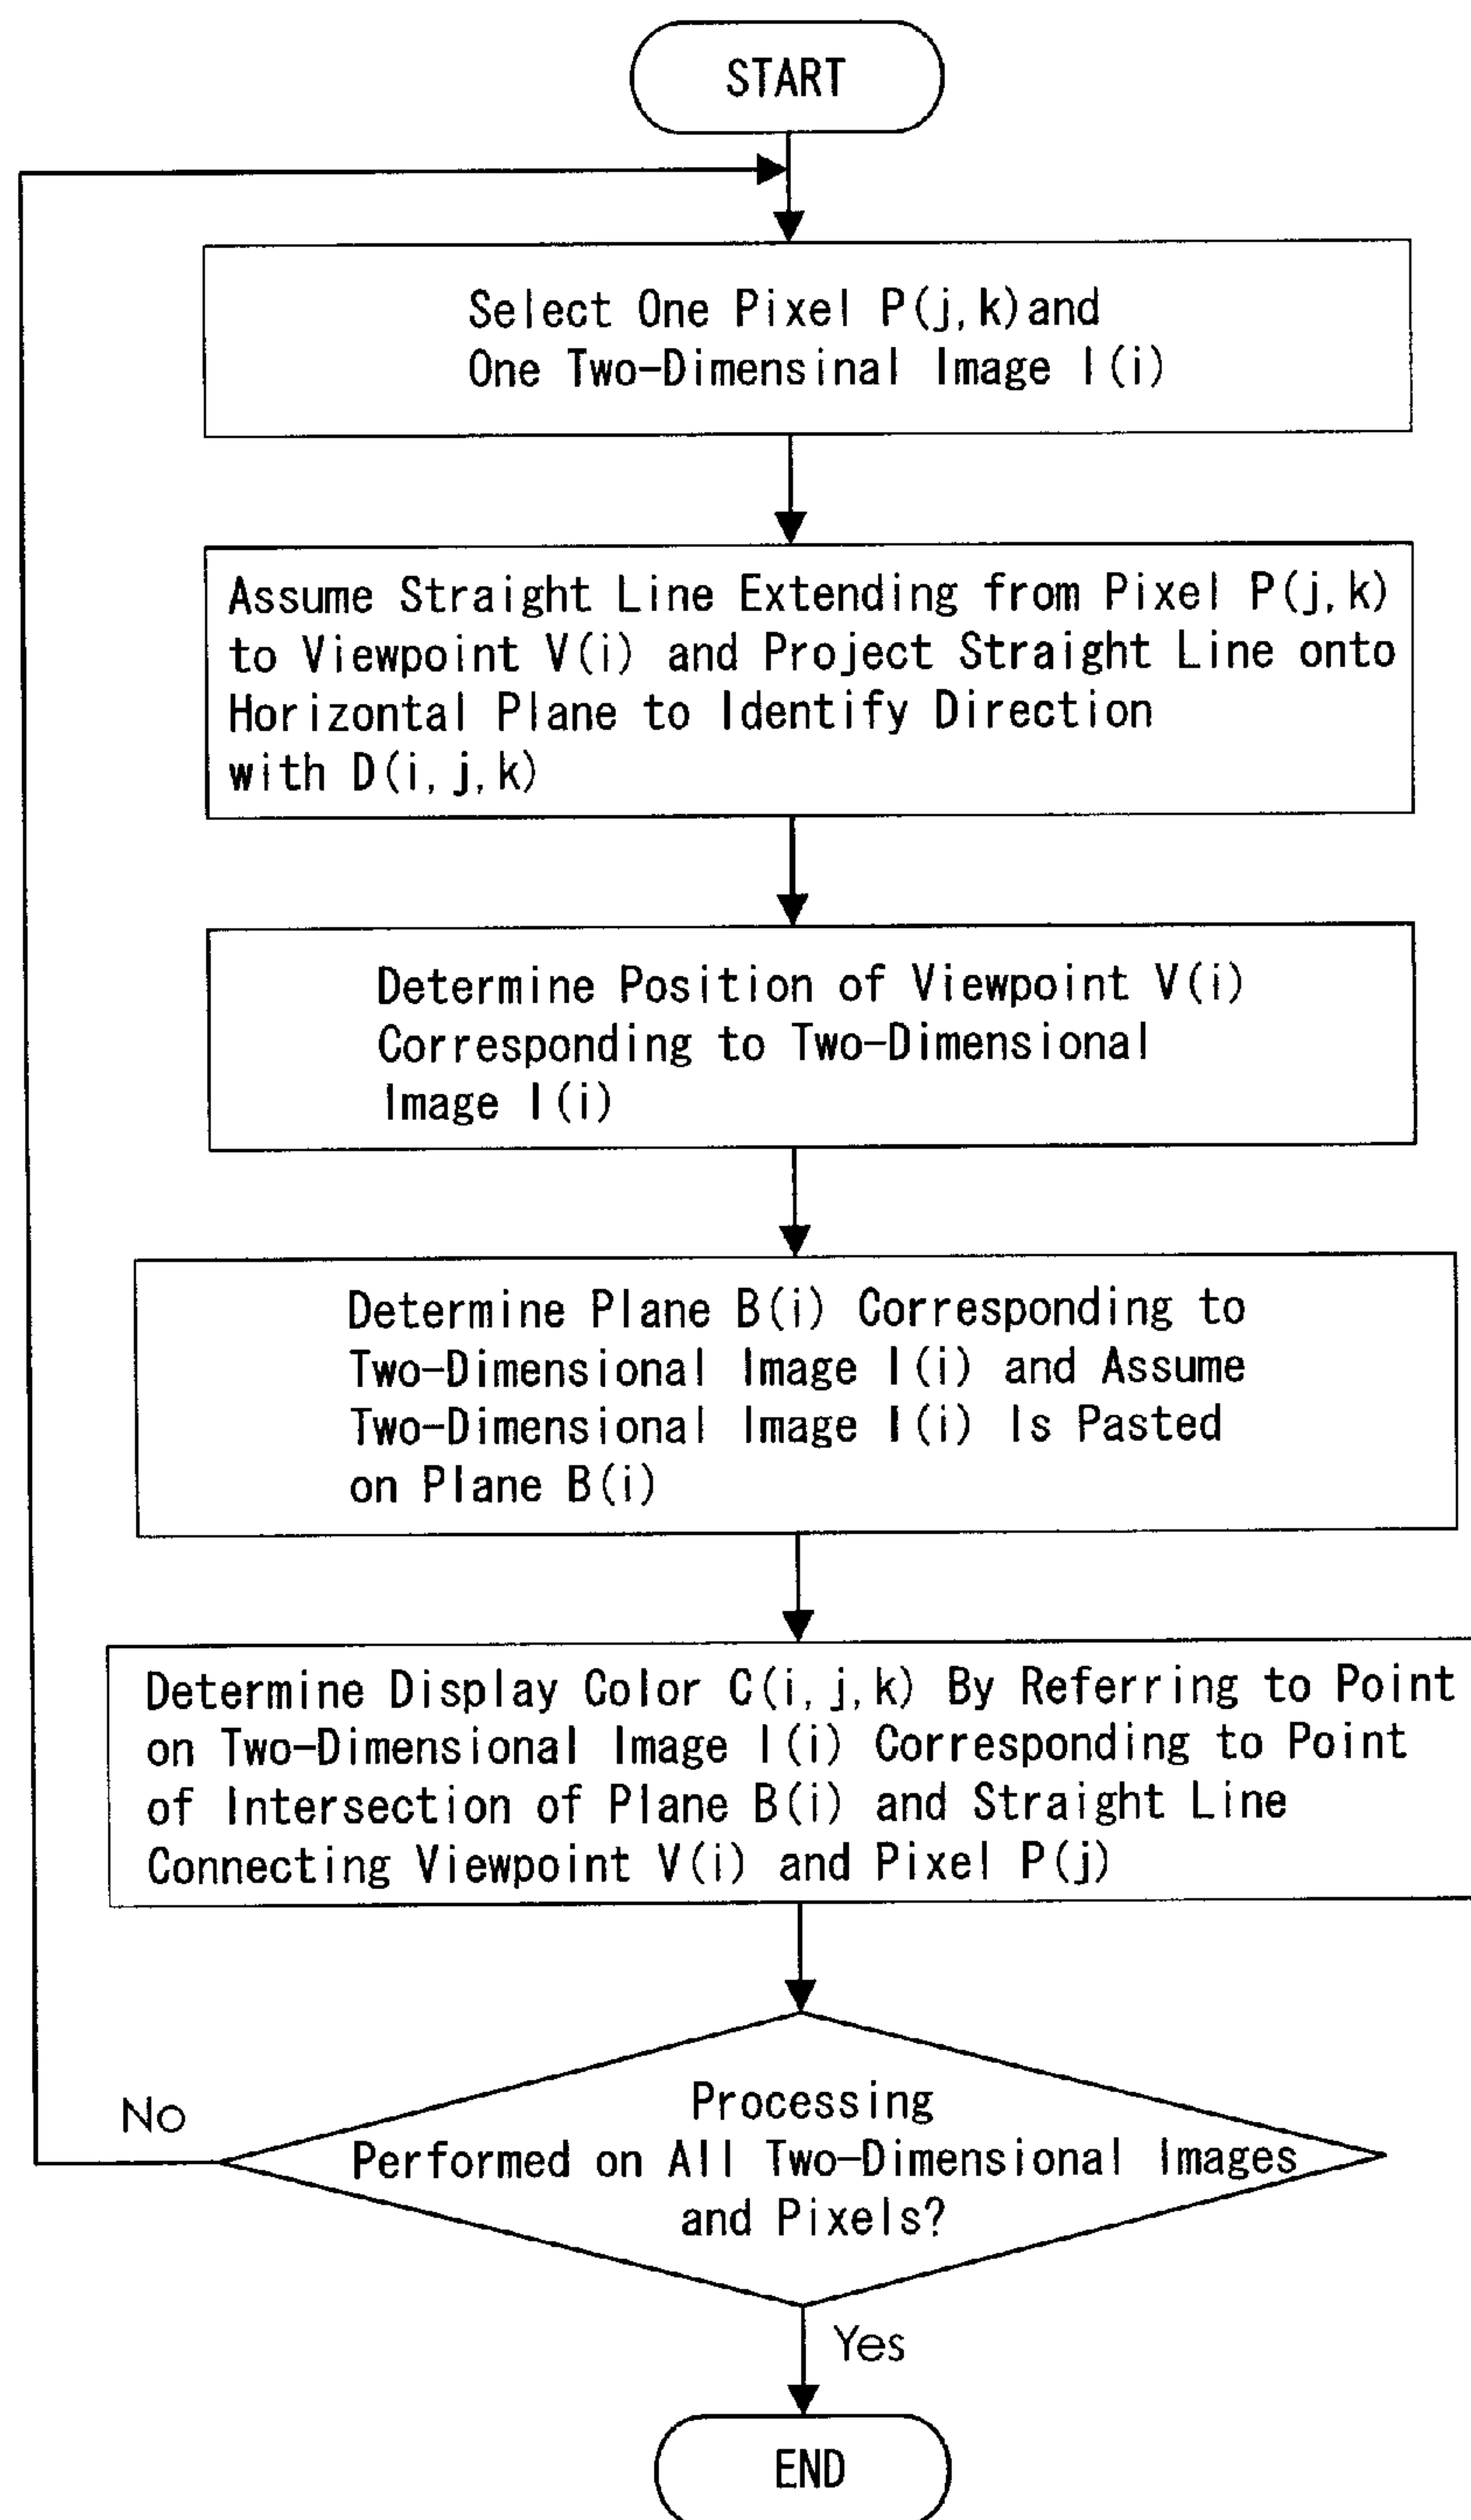 START
Select One Pixel P(j,k)and
One Two-Dimensinal Image I(i)
Assume Straight Line Extending from Pixel P(j,k)
to Viewpoint V(i) and Project Straight Line onto
Horizontal Plane to Identify Direction
with D(i,j,k)
Determine Position of Viewpoint V(i)
Corresponding to Two-Dimensional
Image I(i)
Determine Plane B(i) Corresponding to
Two-Dimensional Image I(i) and Assume
Two-Dimensional Image I(i) Is Pasted
on Plane B(i)
Determine Display Color C(i,j,k) By Referring to Point
on Two-Dimensional Image I(i) Corresponding to Point
of Intersection of Plane B(i) and Straight Line
Connecting Viewpoint V(i) and Pixel P(j)
Processing
Performed on All Two-Dimensional Images
and Pixels?
No
Yes
END